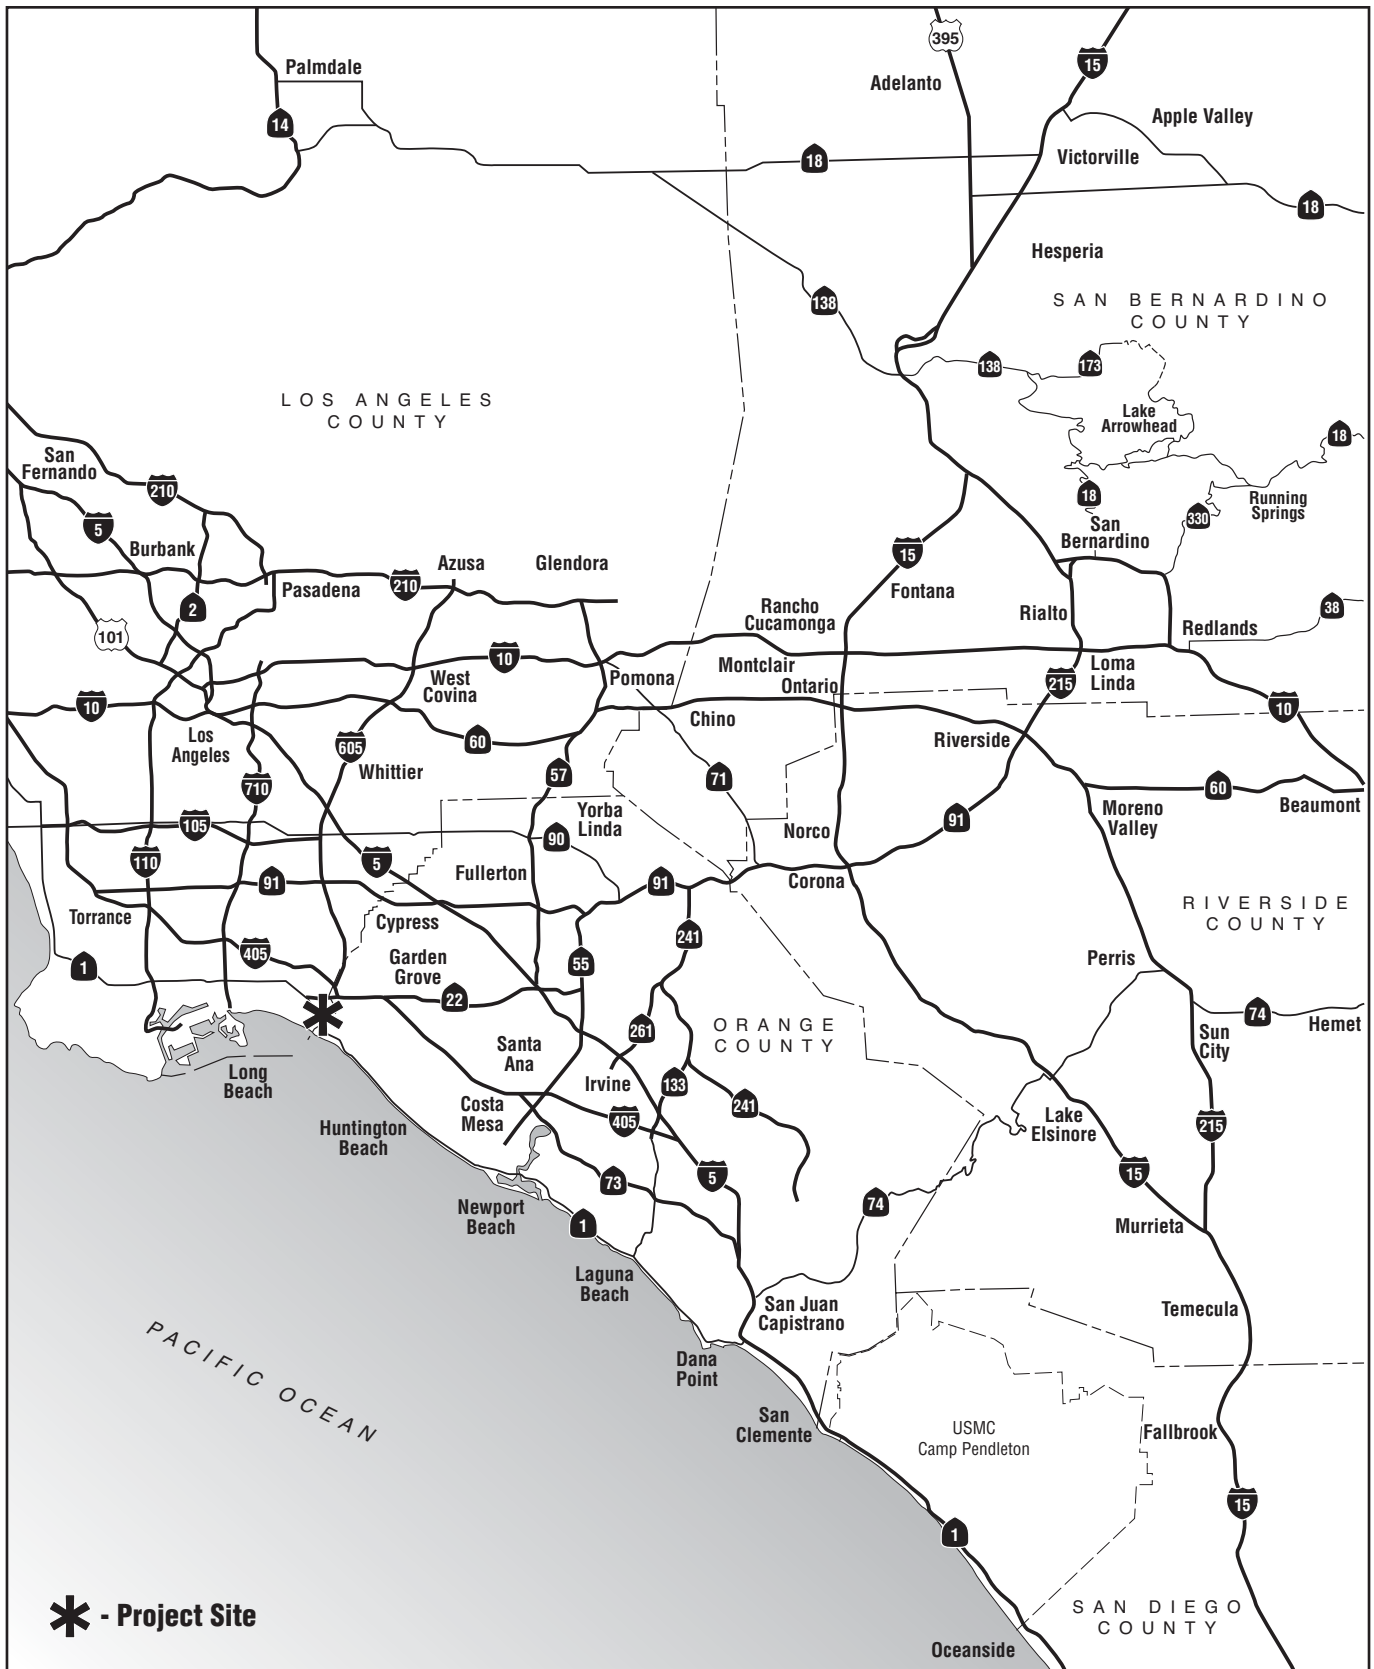 395
15
Palmdale
Adelanto
14
Apple Valley
18
Victorville
18
Hesperia
138
SAN BERNARDINO
COUNTY
138
173
LOS ANGELES
COUNTY
Lake
Arrowhead
18
San
Fernando
210
18
Running
Springs
5
330
San
Bernardino
Burbank
15
Azusa
Glendora
210
Pasadena
Fontana
2
Rancho
Cucamonga
Rialto
38
101
Redlands
10
Montclair
Loma
Linda
West
Covina
Pomona
Ontario
215
10
10
Chino
Los
Angeles
60
Riverside
605
Whittier
57
71
710
60
Moreno
Valley
Beaumont
Yorba
Linda
105
90
Norco
91
110
5
Fullerton
91
91
Corona
Torrance
Cypress
RIVERSIDE
COUNTY
241
405
Garden
Grove
55
Perris
1
22
74
Hemet
261
ORANGE
COUNTY
Sun
City
Santa
Ana
Long
Beach
Irvine
133
241
Costa
Mesa
405
Lake
Elsinore
215
Huntington
Beach
15
73
5
74
Newport
Beach
1
Murrieta
Laguna
Beach
San Juan
Capistrano
Temecula
PACIFIC OCEAN
Dana
Point
San
Clemente
USMC
Camp Pendleton
Fallbrook
15
1
- Project Site
SAN DIEGO
COUNTY
Oceanside